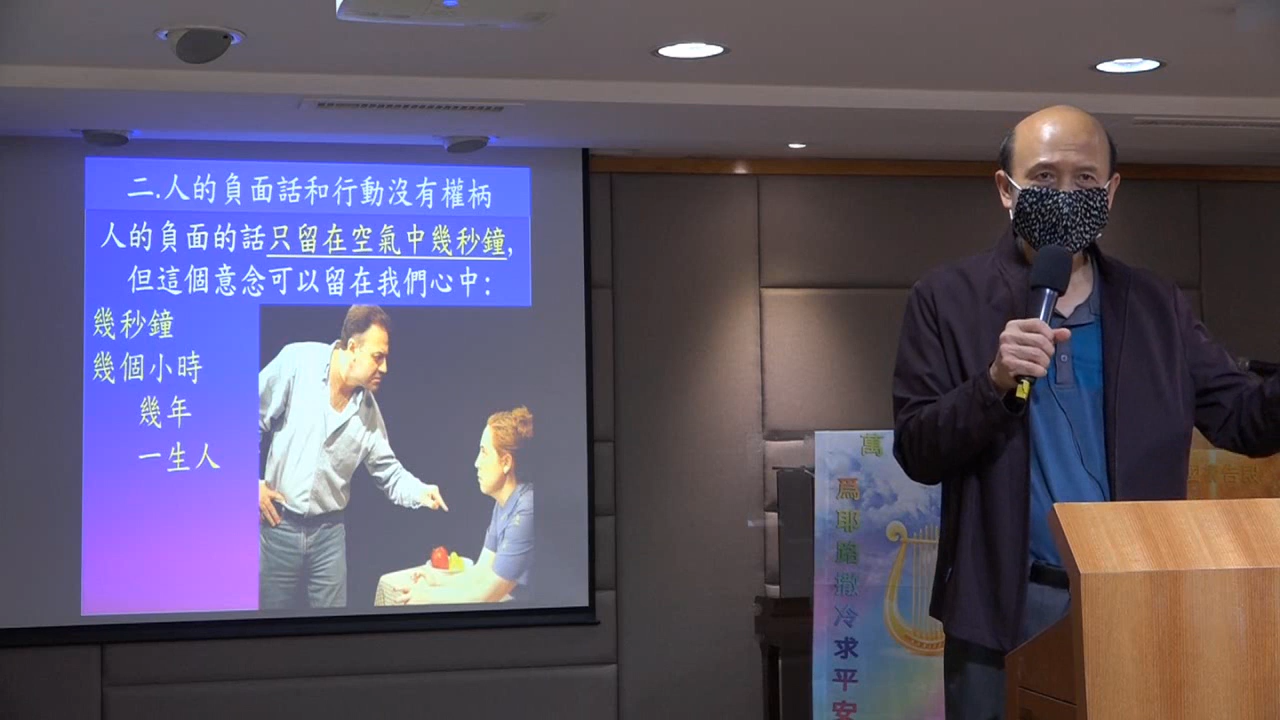 二.人的負面話和行動沒有權柄
人的負面的話只留在空氣中幾秒鐘,
但這個意念可以留在我們心中:
幾秒鐘
幾個小時
幾年
一生人
萬
爲耶路撒冷求平安